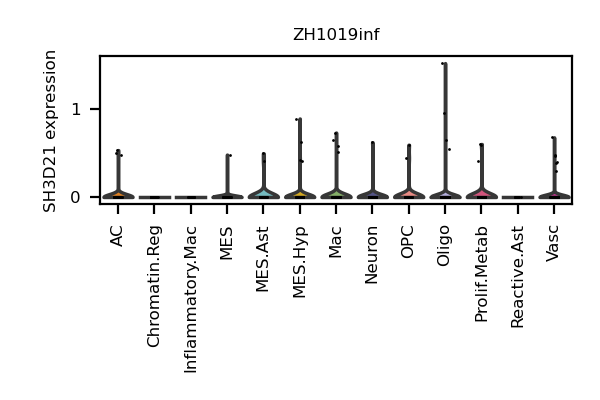 ZH1019inf
SH3D21 expression
1
0
AC
Chromatin.Reg
Inflammatory.Mac
MES
MES.Ast
MES.Hyp
Mac
Neuron
OPC
Oligo
Prolif.Metab
Reactive.Ast
Vasc